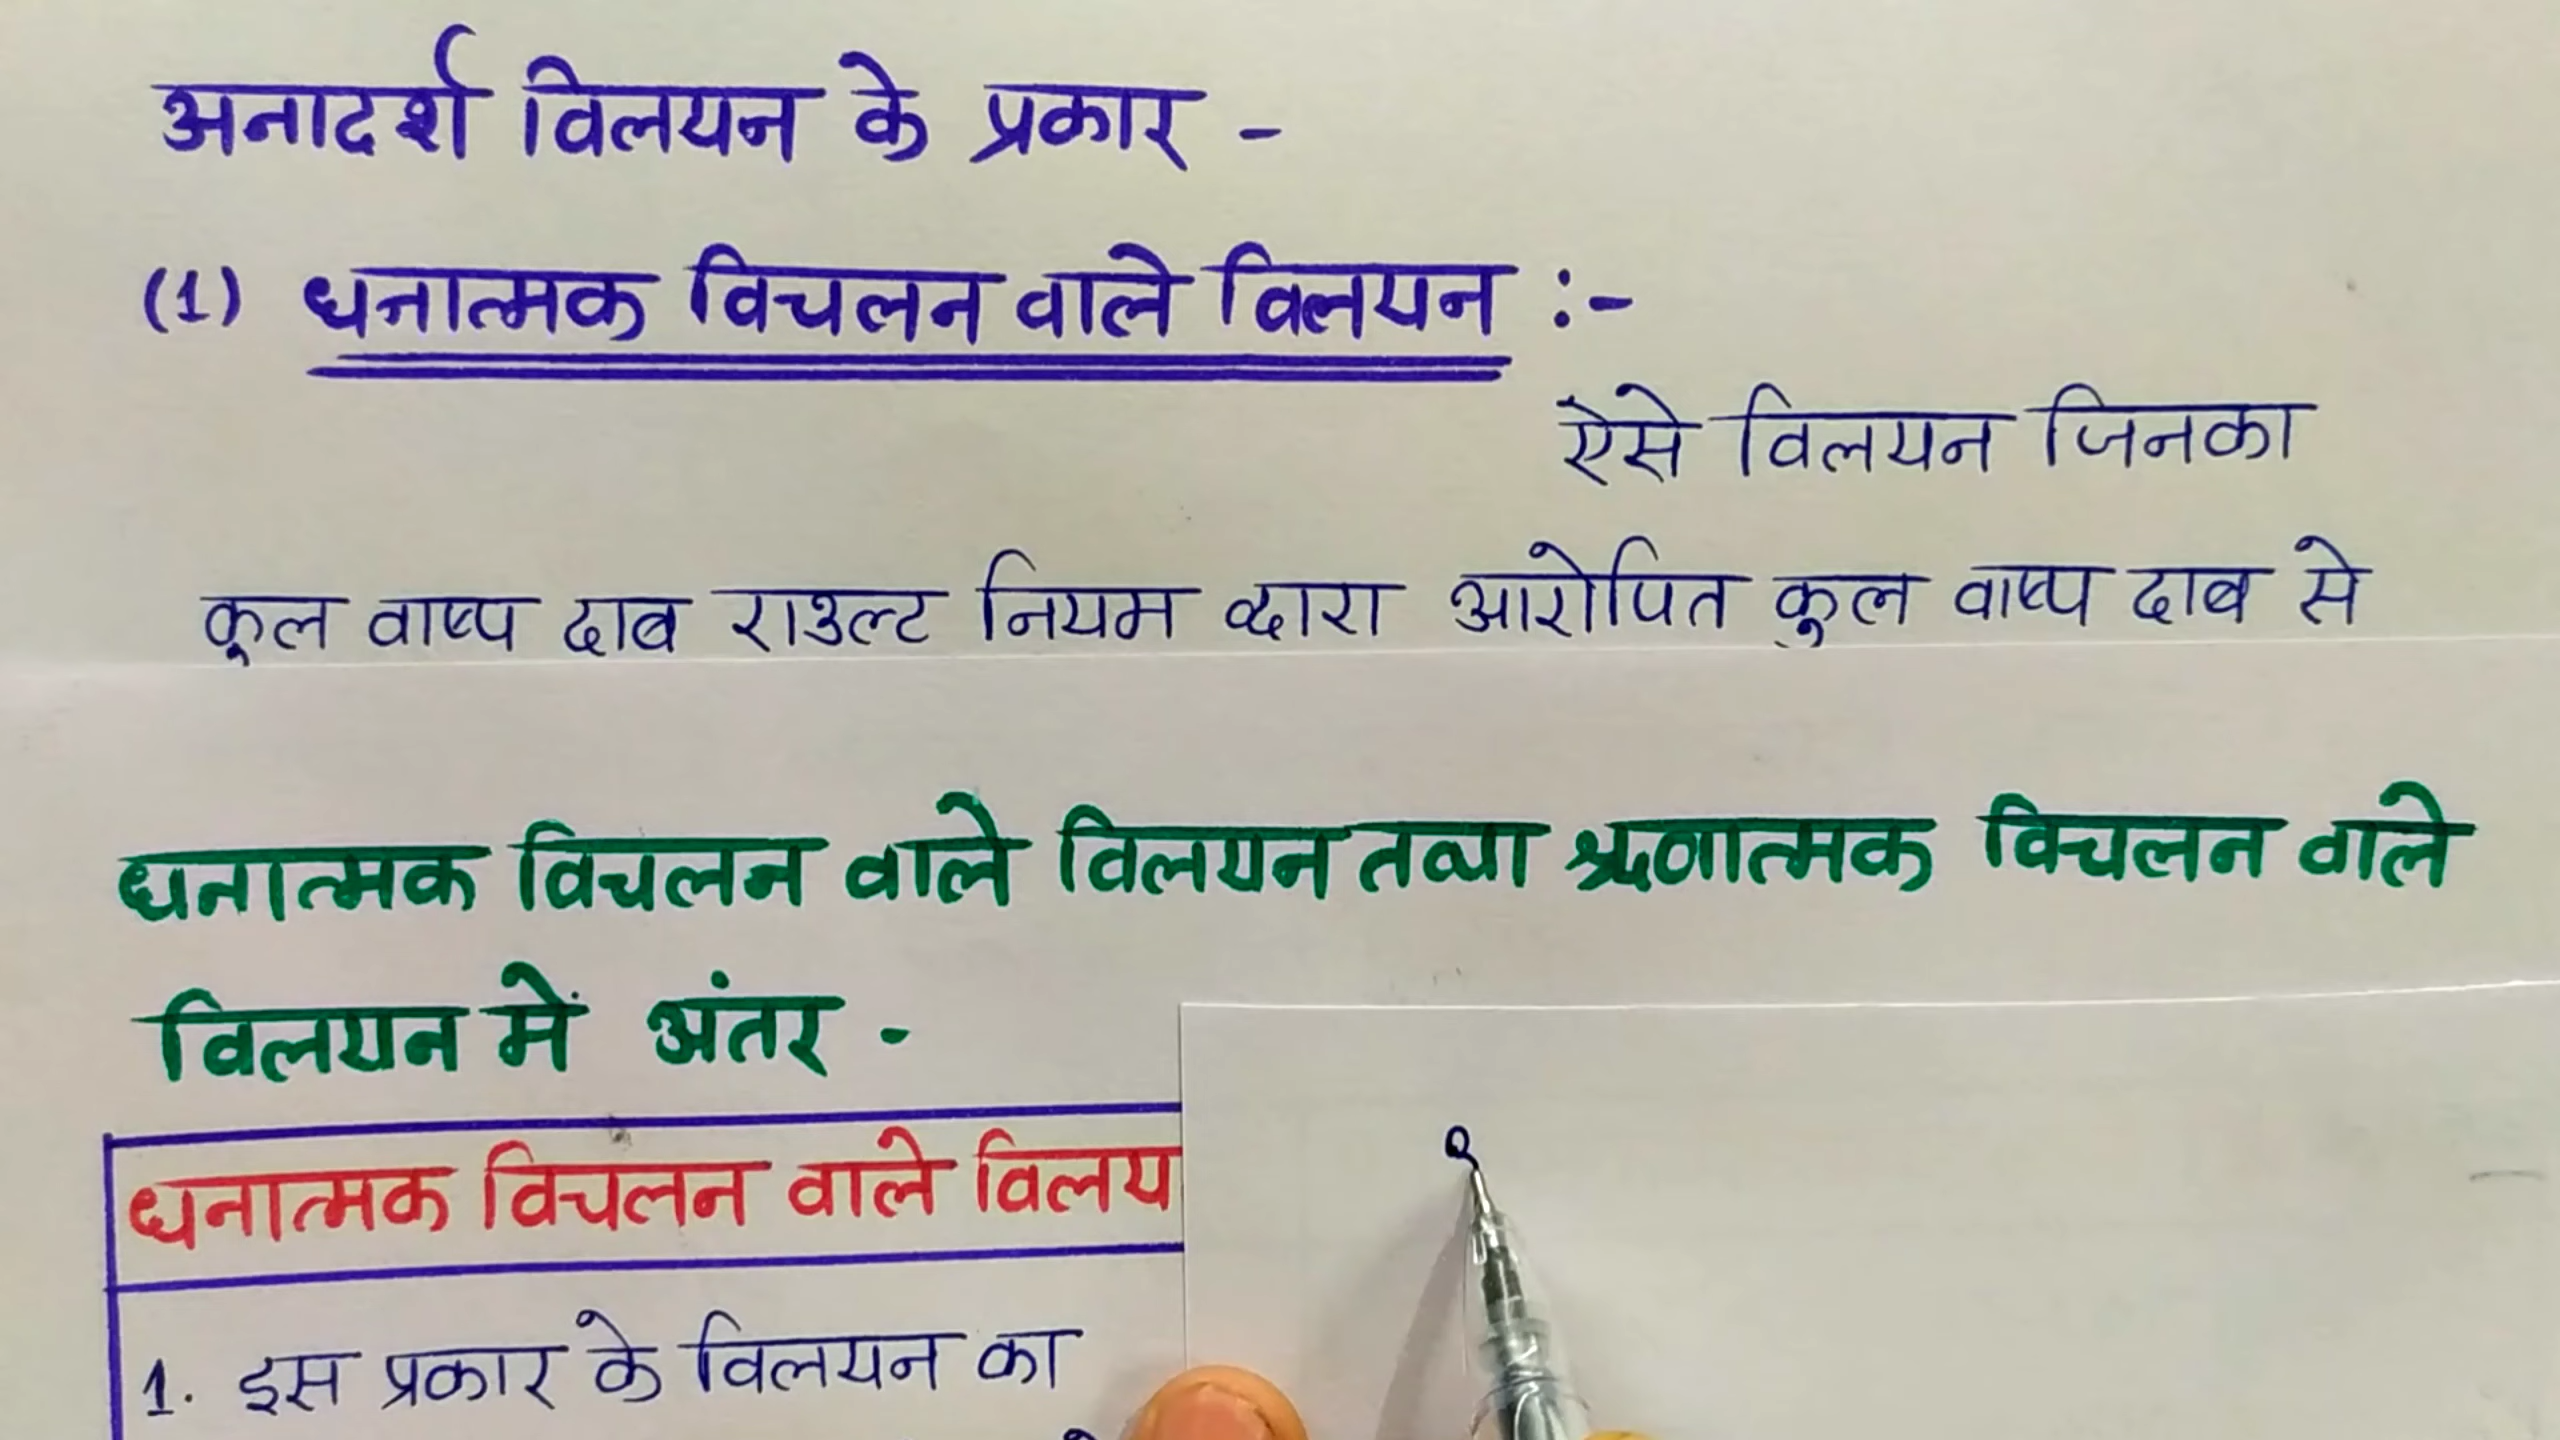 अनादर्श विलयन के प्रकार -
(1) धनात्मक विचलन वाले विलयन :-
ऐसे विलयन जिनका
कुल वाष्प दाब राउल्ट नियम द्वारा आरोपित कुल वाष्प दाब से
धनात्मक विचलन वाले विलयन तथा ऋणात्मक विचलन वाले
विलयन में अंतर -
धनात्मक विचलन वाले विलय
1. इस प्रकार के विलयन का